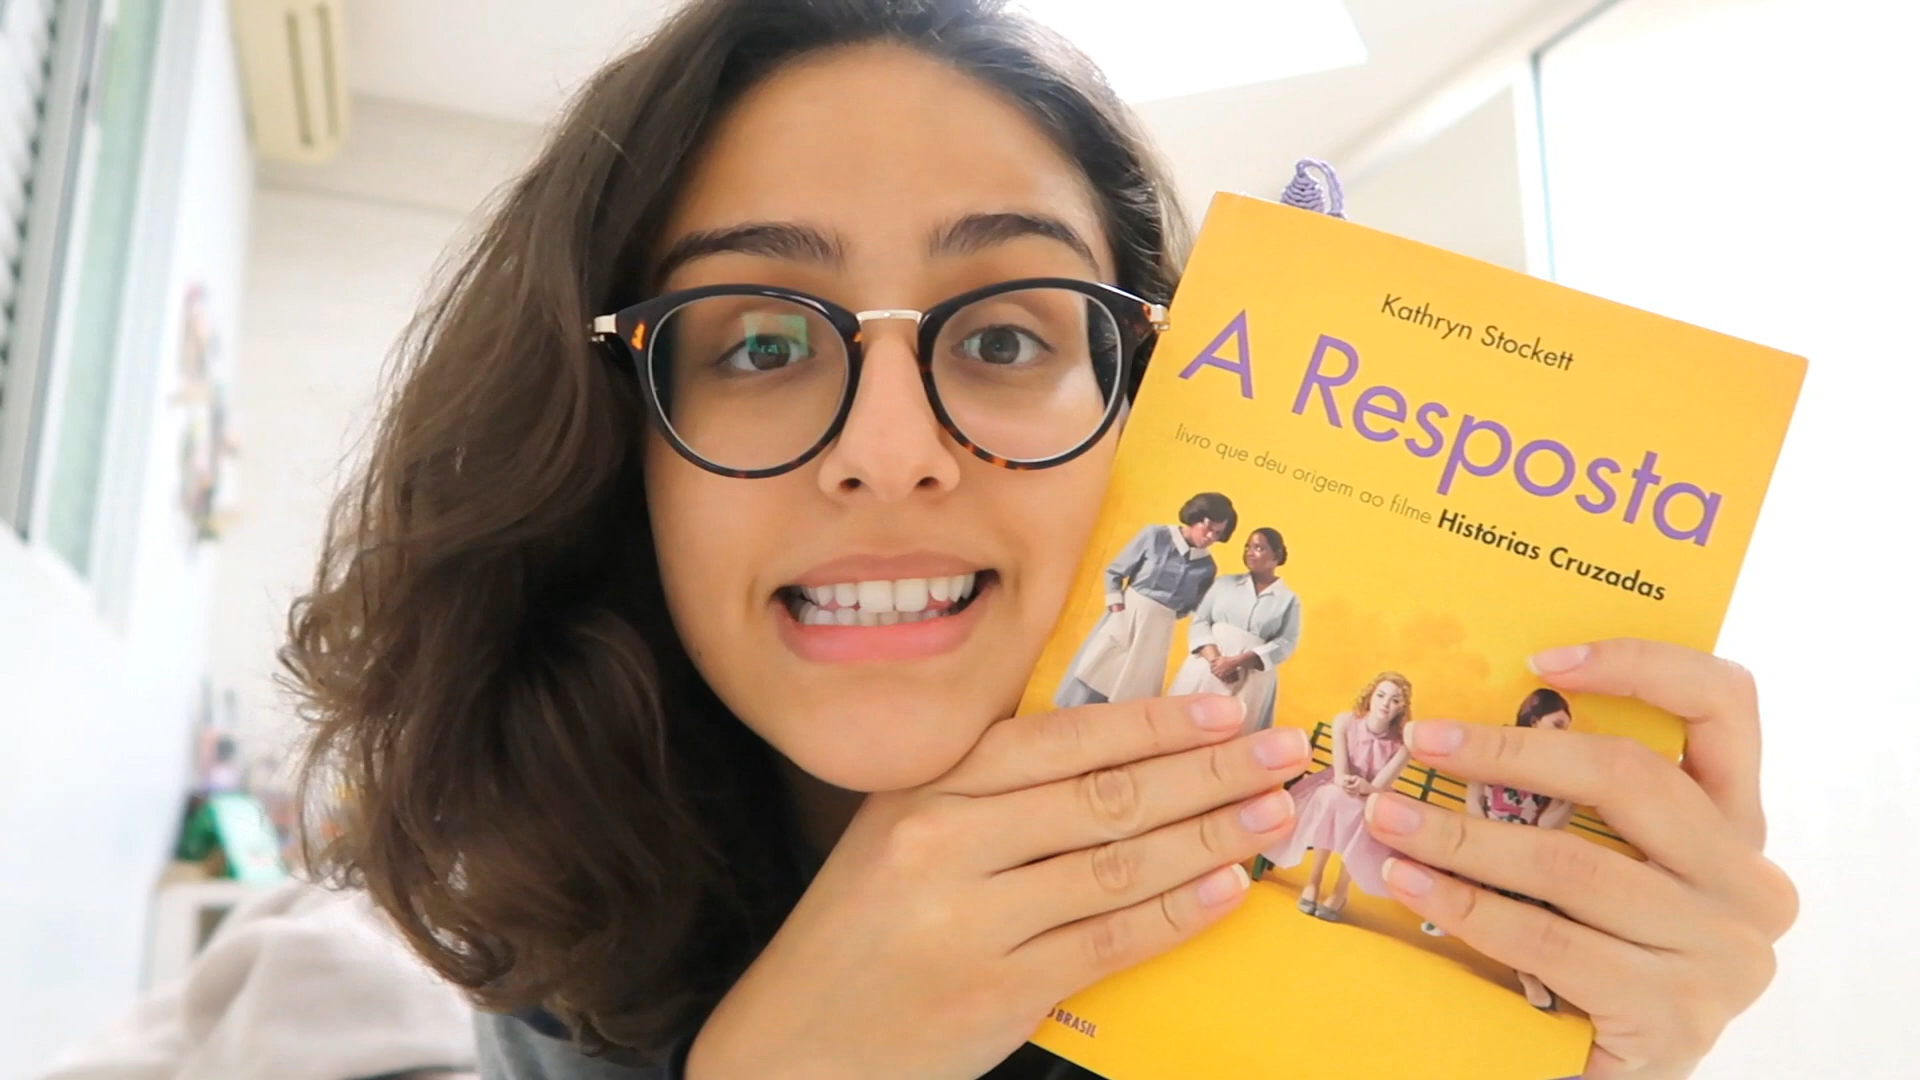 Kathryn Stockett
A Resposta
livro que deu origem ao filme Histórias Cruzadas
BRASIL